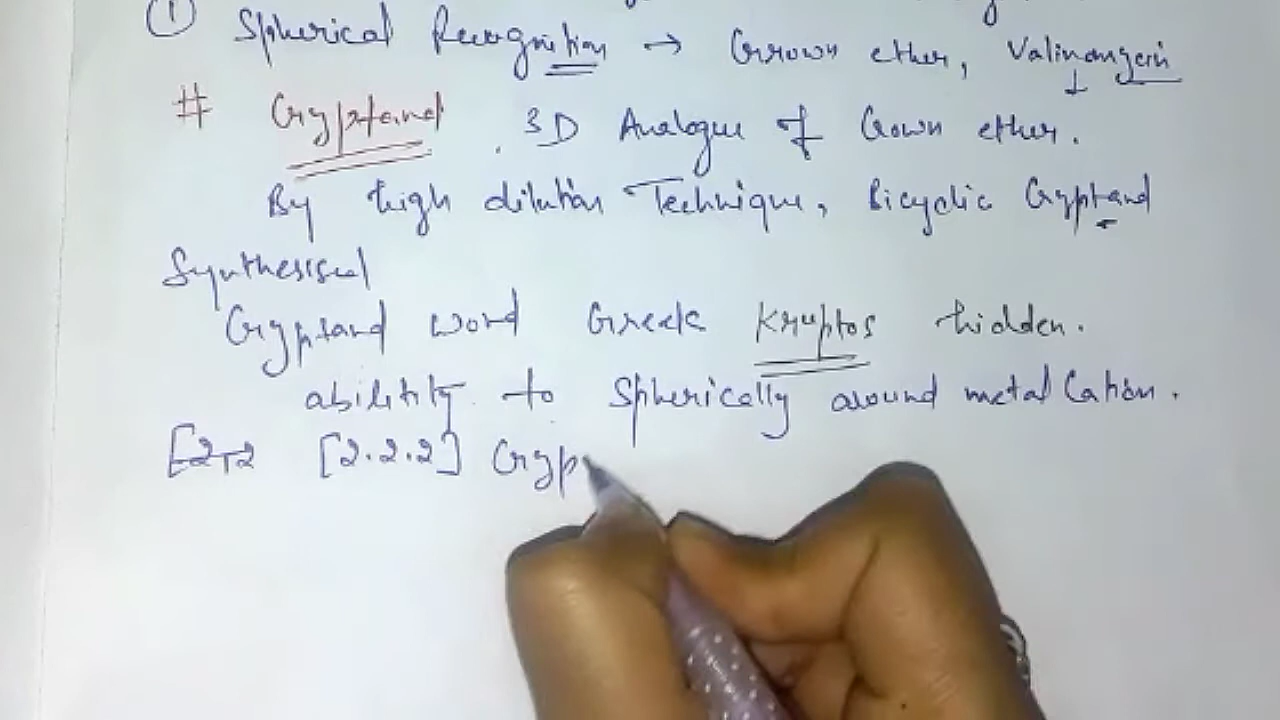 ① Spherical Recognition → Crown ether, Valinomycin ↓
# Cryptand . 3D Analogue of Crown ether.
By high dilution Technique, Bicyclic Cryptand
Synthesised
Cryptand word Greek Kruptos hidden.
ability to Spherically around metal Cation.
[2.2.2] Cryp